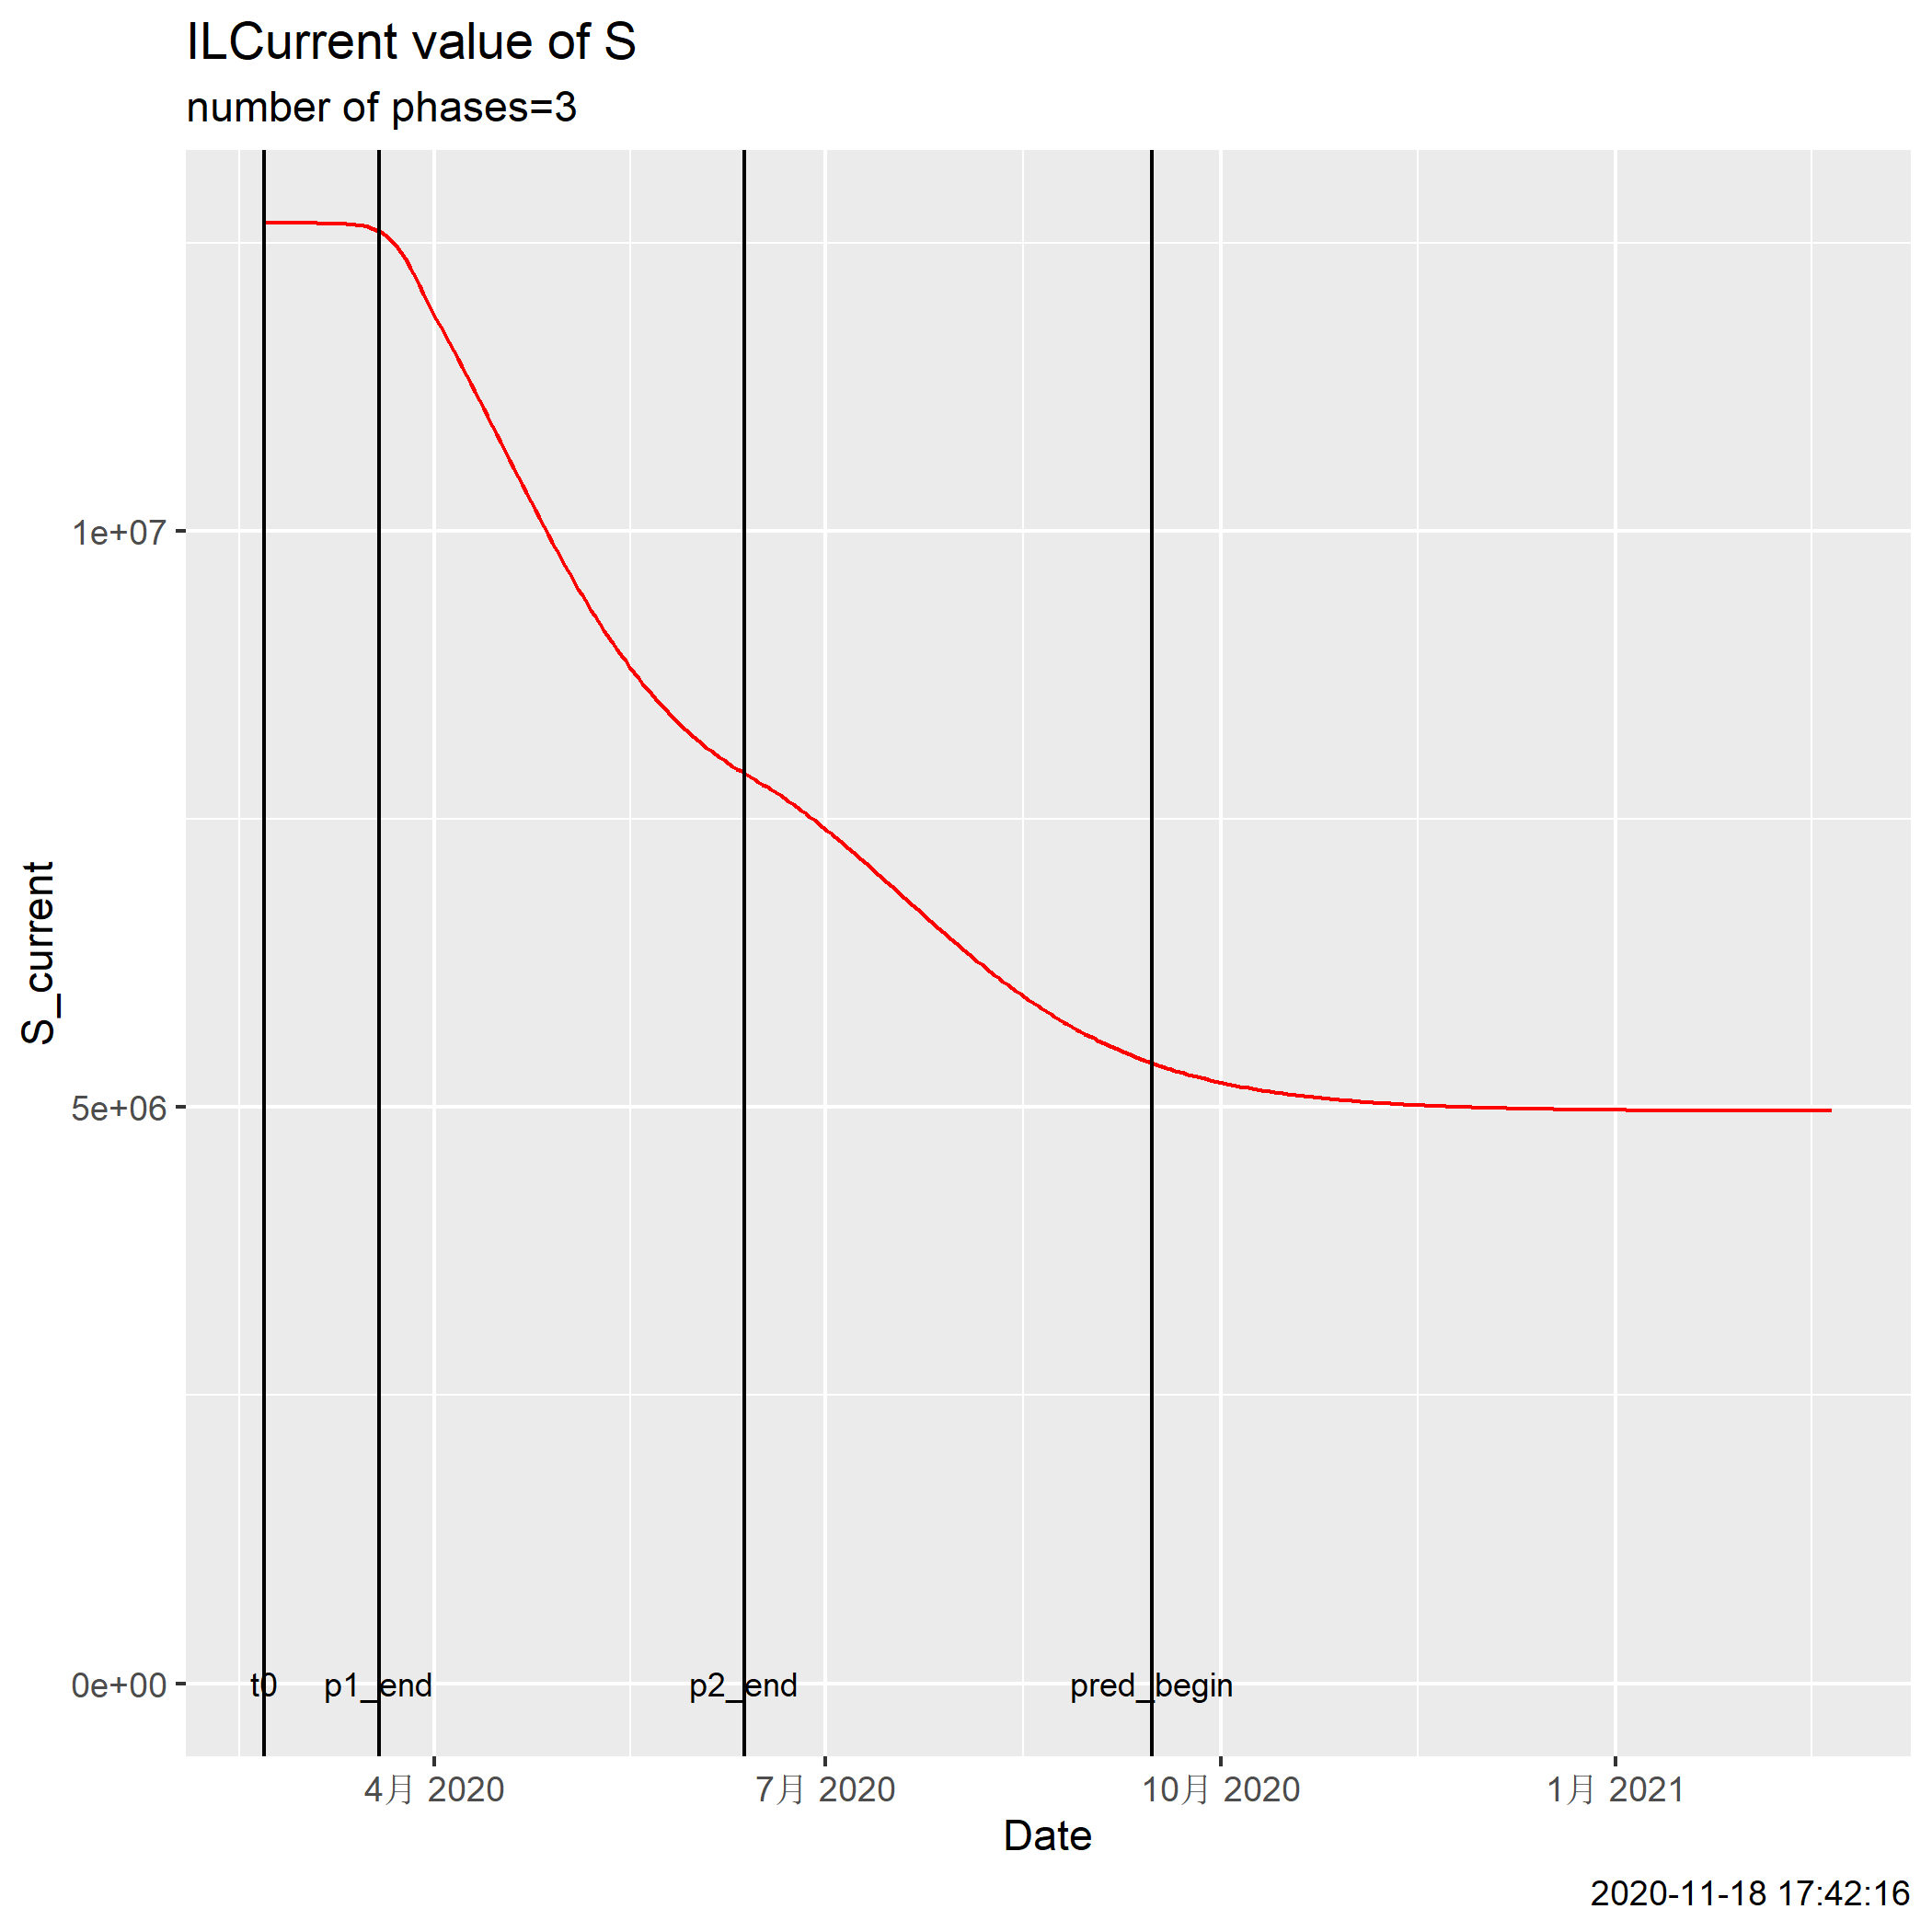 ILCurrent value of S
number of phases=3
S_current
1e+07
5e+06
0e+00
t0 p1_end p2_end pred_begin
4月 2020 7月 2020 10月 2020 1月 2021
Date
2020-11-18 17:42:16